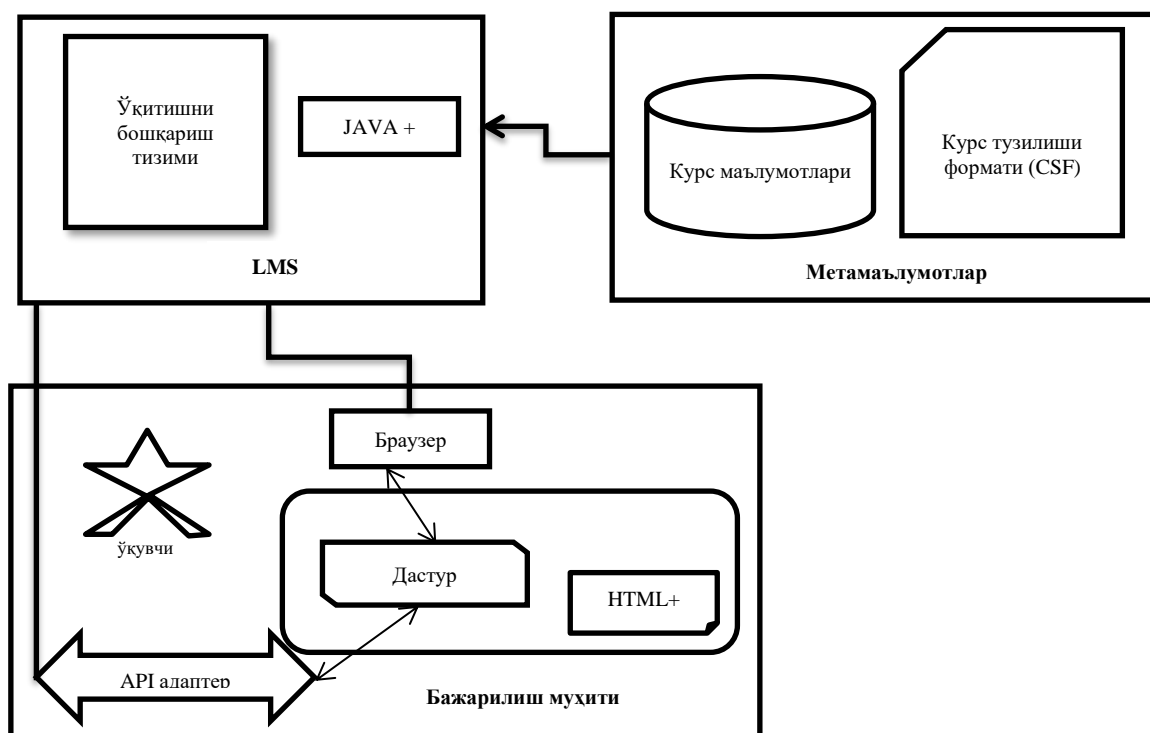 Ўқитишни
бошқариш
тизими
JAVA +
LMS
Курс маълумотлари
Курс тузилиши
формати (CSF)
Метамаълумотлар
Браузер
ўқувчи
Дастур
HTML+
API адаптер
Бажарилиш муҳити